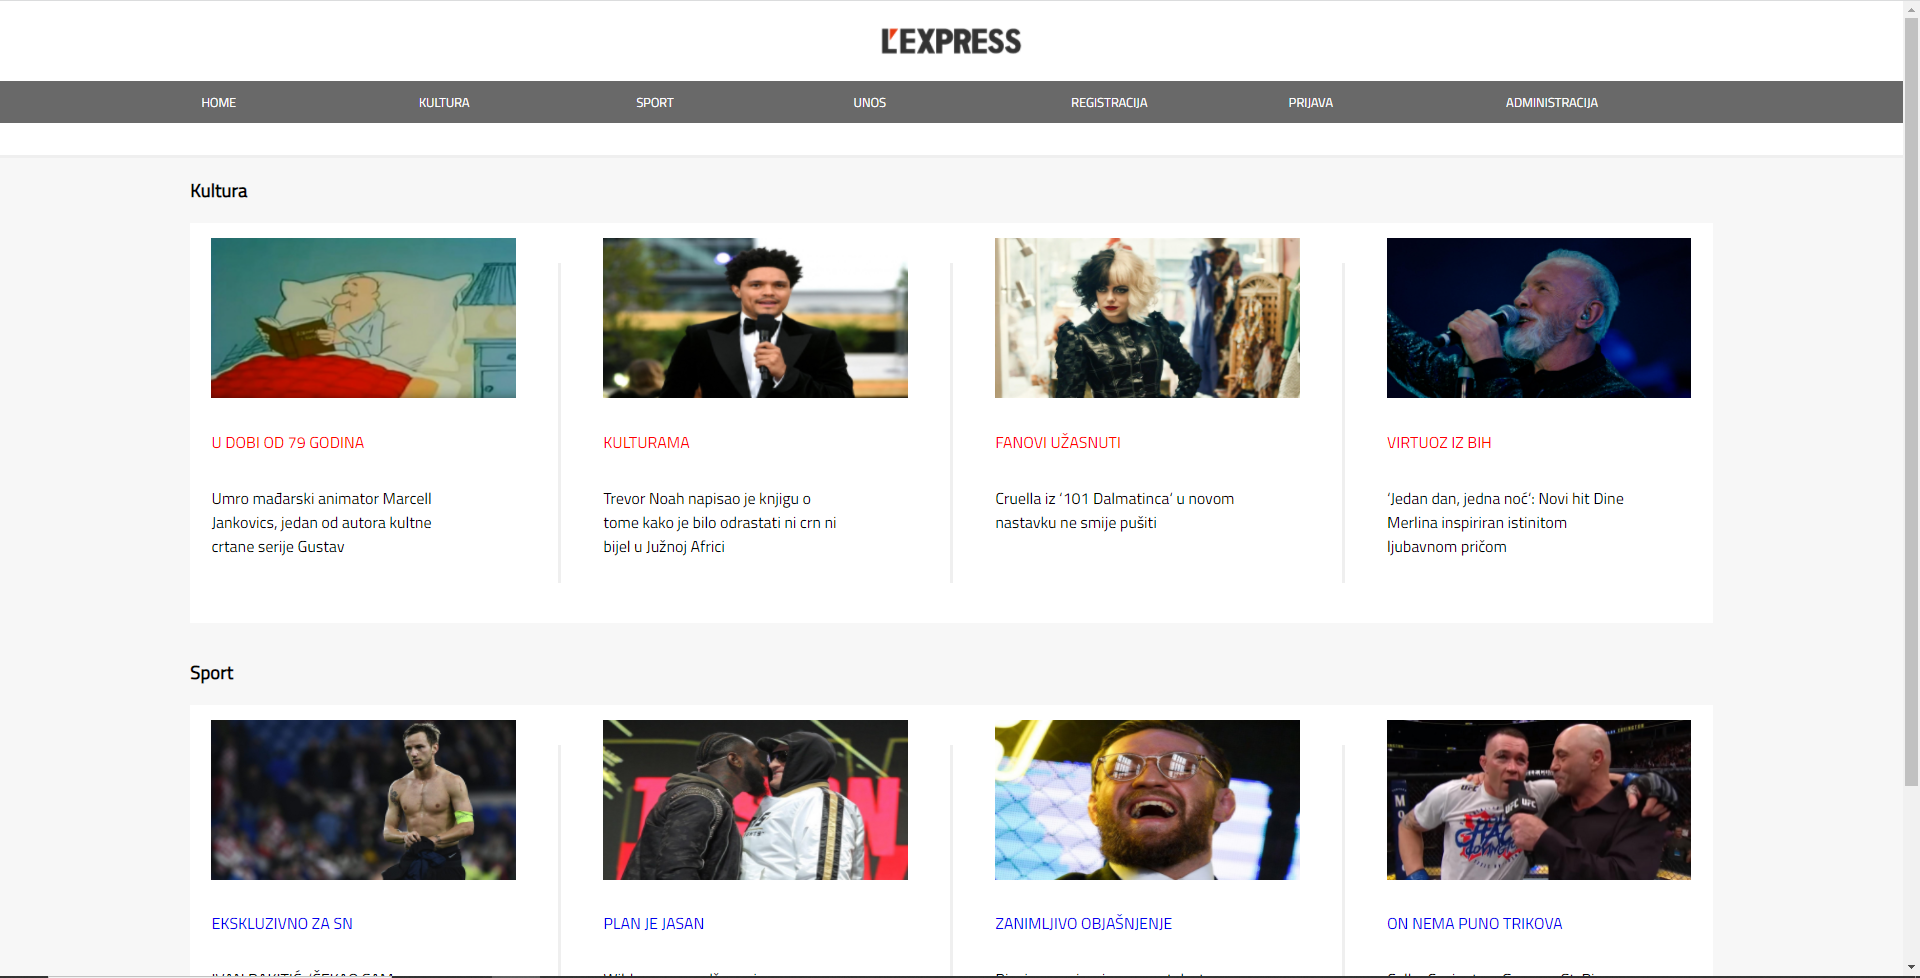 L'EXPRESS
HOME KULTURA SPORT UNOS REGISTRACIJA PRIJAVA ADMINISTRACIJA
Kultura
U DOBI OD 79 GODINA
Umro mađarski animator Marcell
Jankovics, jedan od autora kultne
crtane serije Gustav
KULTURAMA
Trevor Noah napisao je knjigu o
tome kako je bilo odrastati ni crn ni
bijel u Južnoj Africi
FANOVI UŽASNUTI
Cruella iz ‘101 Dalmatinca’ u novom
nastavku ne smije pušiti
VIRTUOZ IZ BIH
‘Jedan dan, jedna noć’: Novi hit Dine
Merlina inspiriran istinitom
ljubavnom pričom
Sport
EKSKLUZIVNO ZA SN
PLAN JE JASAN
ZANIMLJIVO OBJAŠNJENJE
ON NEMA PUNO TRIKOVA